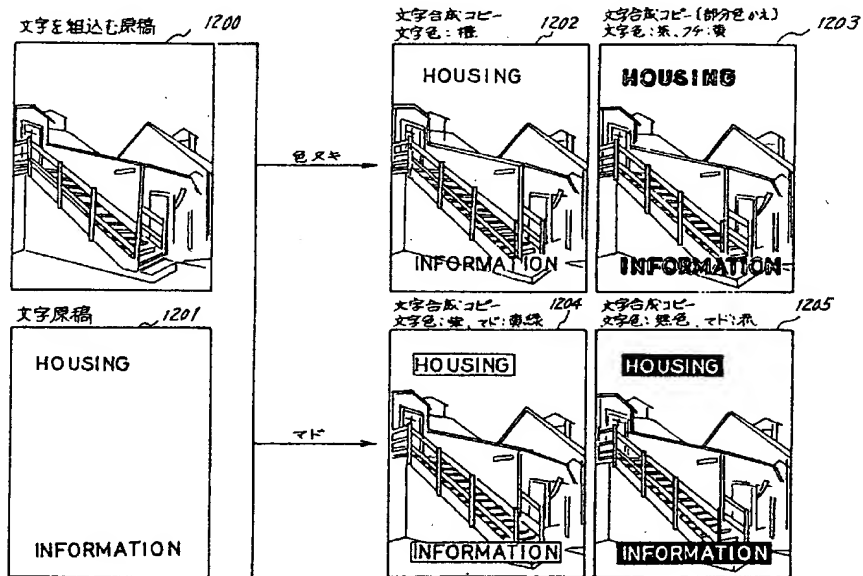 文字を組込む原稿 1200
文字合成コピー 1202
文字色:橙
文字合成コピー(部分色かえ)
文字色:紫、フチ:黄 1203
HOUSING
HOUSING
色ヌキ
INFORMATION
INFORMATION
文字原稿 1201
文字合成コピー 1204
文字色:紫、マド:黄緑
文字合成コピー 1205
文字色:無色、マド:赤
HOUSING
HOUSING
HOUSING
マド
INFORMATION
INFORMATION
INFORMATION